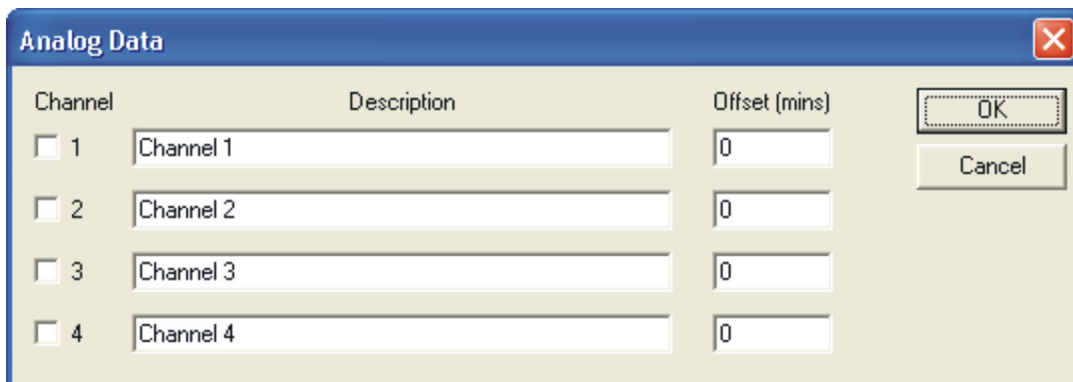 Analog Data
Channel Description Offset (mins)
OK
1 Channel 1 0
Cancel
2 Channel 2 0
3 Channel 3 0
4 Channel 4 0